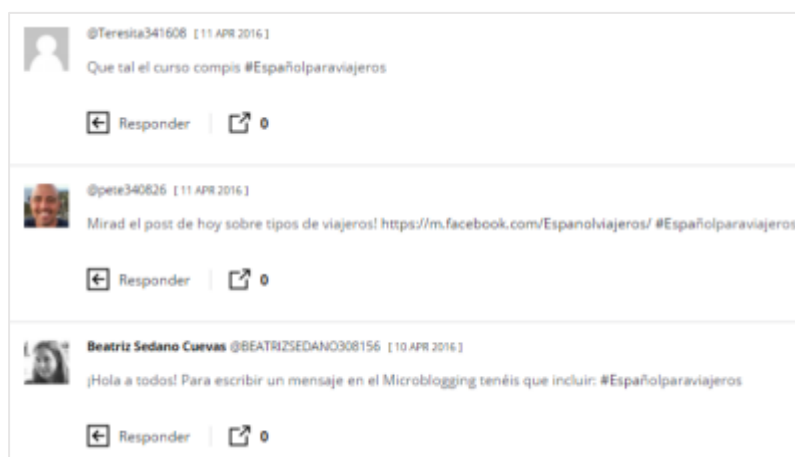 @Teresita341608 [ 11 APR 2016 ]
Que tal el curso compis #Españolparaviajeros
Responder 0
@pete340826 [ 11 APR 2016 ]
Mirad el post de hoy sobre tipos de viajeros! https://m.facebook.com/Espanolviajeros/ #Españolparaviajeros
Responder 0
Beatriz Sedano Cuevas @BEATRIZSEDANO308156 [ 10 APR 2016 ]
¡Hola a todos! Para escribir un mensaje en el Microblogging tenéis que incluir: #Españolparaviajeros
Responder 0